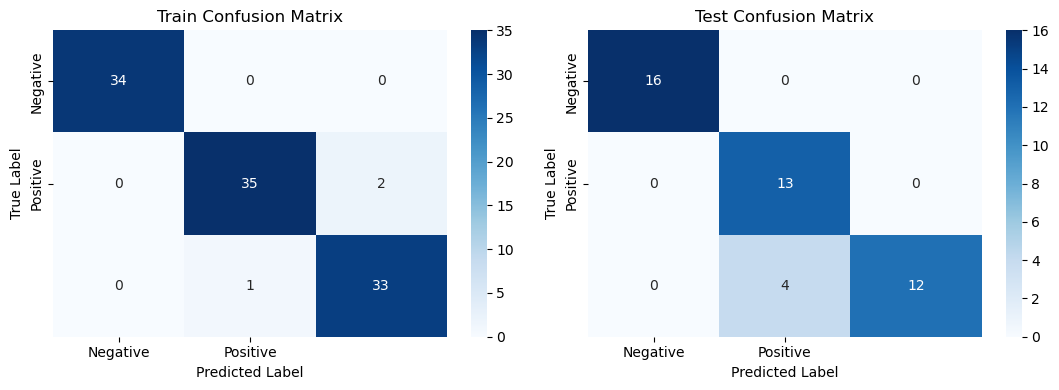 Train Confusion Matrix
True Label
Negative
Positive
34 0 0
0 35 2
0 1 33
Negative Positive
Predicted Label
35
30
25
20
15
10
5
0
Test Confusion Matrix
True Label
Negative
Positive
16 0 0
0 13 0
0 4 12
Negative Positive
Predicted Label
16
14
12
10
8
6
4
2
0